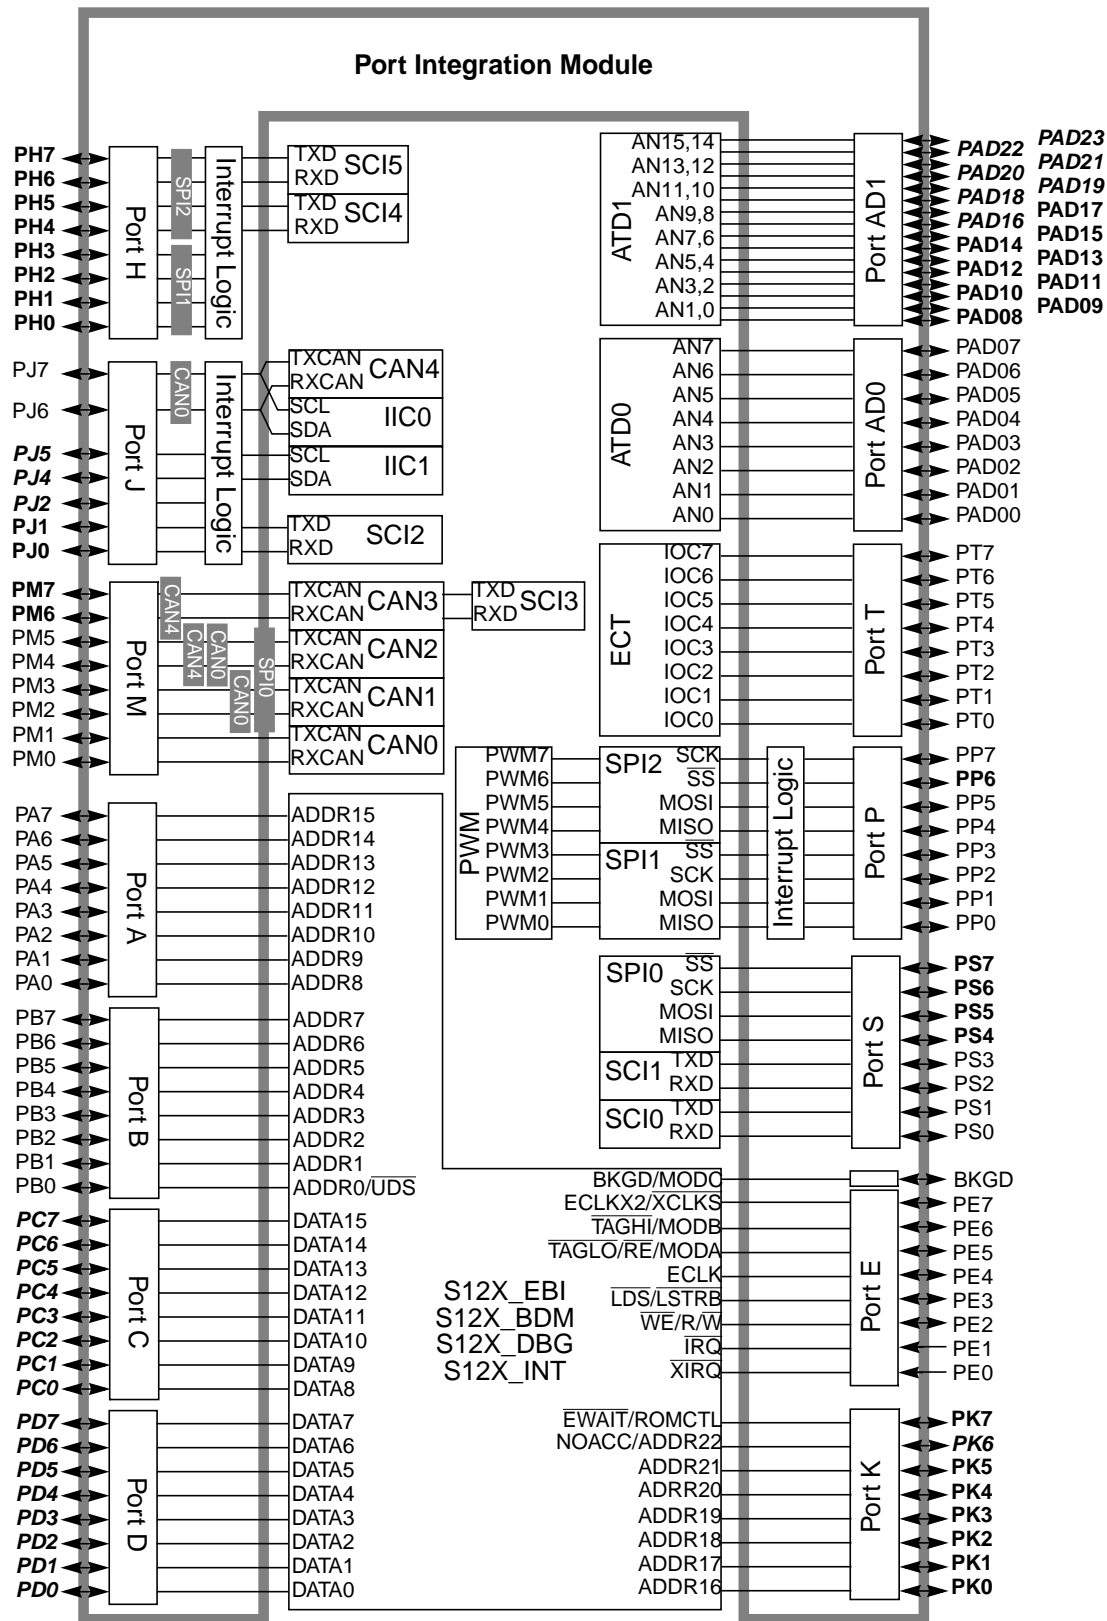 Port Integration Module
PH7
PH6
PH5
PH4
PH3
PH2
PH1
PH0
Port H
SPI2
SPI1
Interrupt Logic
TXD
RXD
SCI5
TXD
RXD
SCI4
PJ7
PJ6
PJ5
PJ4
PJ2
PJ1
PJ0
Port J
CAN0
Interrupt Logic
TXCAN
RXCAN
CAN4
SCL
SDA
IIC0
SCL
SDA
IIC1
TXD
RXD
SCI2
PM7
PM6
PM5
PM4
PM3
PM2
PM1
PM0
Port M
CAN4
CAN4
CAN0
CAN0
SPI0
TXCAN
RXCAN
CAN3
TXD
RXD
SCI3
TXCAN
RXCAN
CAN2
TXCAN
RXCAN
CAN1
TXCAN
RXCAN
CAN0
PA7
PA6
PA5
PA4
PA3
PA2
PA1
PA0
Port A
ADDR15
ADDR14
ADDR13
ADDR12
ADDR11
ADDR10
ADDR9
ADDR8
PB7
PB6
PB5
PB4
PB3
PB2
PB1
PB0
Port B
ADDR7
ADDR6
ADDR5
ADDR4
ADDR3
ADDR2
ADDR1
ADDR0/UDS
PC7
PC6
PC5
PC4
PC3
PC2
PC1
PC0
Port C
DATA15
DATA14
DATA13
DATA12
DATA11
DATA10
DATA9
DATA8
PD7
PD6
PD5
PD4
PD3
PD2
PD1
PD0
Port D
DATA7
DATA6
DATA5
DATA4
DATA3
DATA2
DATA1
DATA0
S12X_EBI
S12X_BDM
S12X_DBG
S12X_INT
ATD1
AN15,14
AN13,12
AN11,10
AN9,8
AN7,6
AN5,4
AN3,2
AN1,0
Port AD1
PAD23
PAD22
PAD21
PAD20
PAD19
PAD18
PAD17
PAD16
PAD15
PAD14
PAD13
PAD12
PAD11
PAD10
PAD09
PAD08
ATD0
AN7
AN6
AN5
AN4
AN3
AN2
AN1
AN0
Port AD0
PAD07
PAD06
PAD05
PAD04
PAD03
PAD02
PAD01
PAD00
ECT
IOC7
IOC6
IOC5
IOC4
IOC3
IOC2
IOC1
IOC0
Port T
PT7
PT6
PT5
PT4
PT3
PT2
PT1
PT0
PWM
PWM7
PWM6
PWM5
PWM4
PWM3
PWM2
PWM1
PWM0
SPI2
SCK
SS
MOSI
MISO
SPI1
SS
SCK
MOSI
MISO
Interrupt Logic
Port P
PP7
PP6
PP5
PP4
PP3
PP2
PP1
PP0
SPI0
SS
SCK
MOSI
MISO
SCI1
TXD
RXD
SCI0
TXD
RXD
Port S
PS7
PS6
PS5
PS4
PS3
PS2
PS1
PS0
BKGD/MODC
BKGD
ECLKX2/XCLKS
TAGHI/MODB
TAGLO/RE/MODA
ECLK
LDS/LSTRB
WE/R/W
IRQ
XIRQ
Port E
PE7
PE6
PE5
PE4
PE3
PE2
PE1
PE0
EWAIT/ROMCTL
NOACC/ADDR22
ADDR21
ADRR20
ADDR19
ADDR18
ADDR17
ADDR16
Port K
PK7
PK6
PK5
PK4
PK3
PK2
PK1
PK0